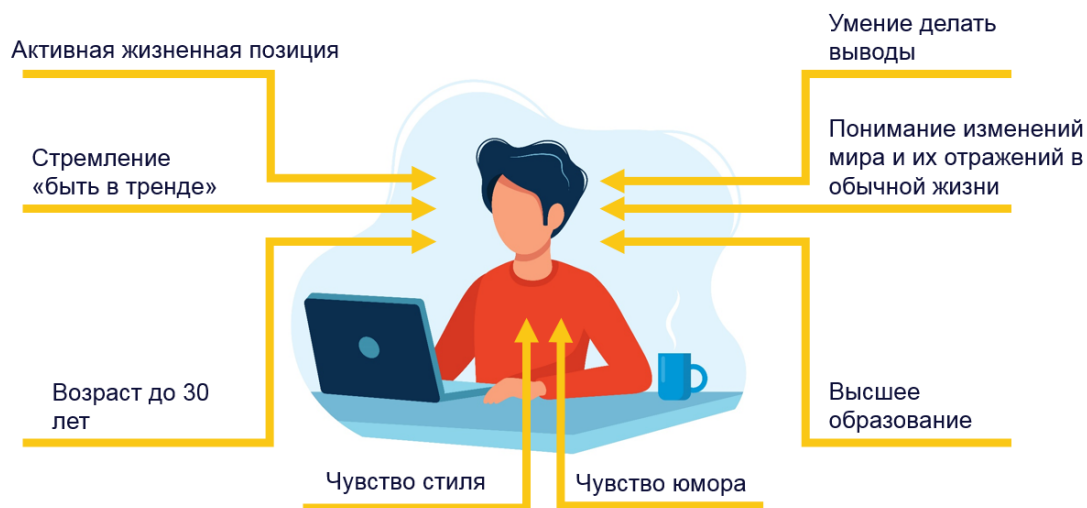 Активная жизненная позиция
Стремление
«быть в тренде»
Возраст до 30
лет
Чувство стиля
Чувство юмора
Умение делать
выводы
Понимание изменений
мира и их отражений в
обычной жизни
Высшее
образование